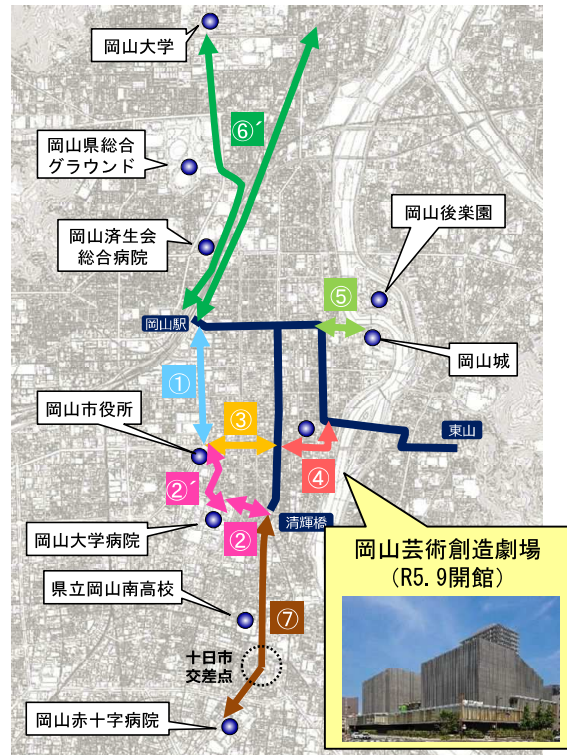 岡山大学
⑥´
岡山県総合
グラウンド
岡山後楽園
岡山済生会
総合病院
⑤
岡山駅
岡山城
①
岡山市役所
③
東山
④
②´
②
清輝橋
岡山大学病院
岡山芸術創造劇場
(R5.9開館)
県立岡山南高校
⑦
十日市
交差点
岡山赤十字病院